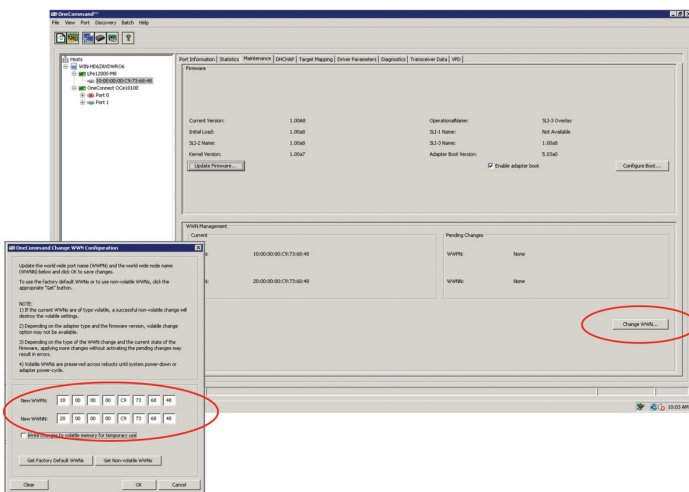 OneCommand™
File View Port Discovery Batch Help
Hosts
WIN-HD6ZAVDWRO6
LPe12000-M8
10:00:00:00:C9:73:68:48
OneConnect OCe10100
Port 0
Port 1
Port Information Statistics Maintenance DHCHAP Target Mapping Driver Parameters Diagnostics Transceiver Data VPD
Firmware
Current Version: 1.00A8 OperationalName: SLI-3 Overlay
Initial Load: 1.00a8 SLI-1 Name: Not Available
SLI-2 Name: 1.00a8 SLI-3 Name: 1.00a8
Kernel Version: 1.00a7 Adapter Boot Version: 5.03a0
Update Firmware... Enable adapter boot Configure Boot...
WWN Management
Current Pending Changes
10:00:00:00:C9:73:68:48 WWPN: None
20:00:00:00:C9:73:68:48 WWNN: None
Change WWN...
10:03 AM
OneCommand Change WWN Configuration
Update the world wide port name (WWPN) and the world wide node name
(WWNN) below and click OK to save changes.
To use the factory default WWNs or to use non-volatile WWNs, click the
appropriate "Get" button.
NOTE:
1) If the current WWNs are of type volatile, a successful non-volatile change will
destroy the volatile settings.
2) Depending on the adapter type and the firmware version, volatile change
option may not be available.
3) Depending on the type of the WWN change and the current state of the
firmware, applying more changes without activating the pending changes may
result in errors.
4) Volatile WWNs are preserved across reboots until system power-down or
adapter power-cycle.
New WWPN: 10 00 00 00 C9 73 68 48
New WWNN: 20 00 00 00 C9 73 68 48
Write changes to volatile memory for temporary use
Get Factory Default WWNs Get Non-volatile WWNs
Clear OK Cancel